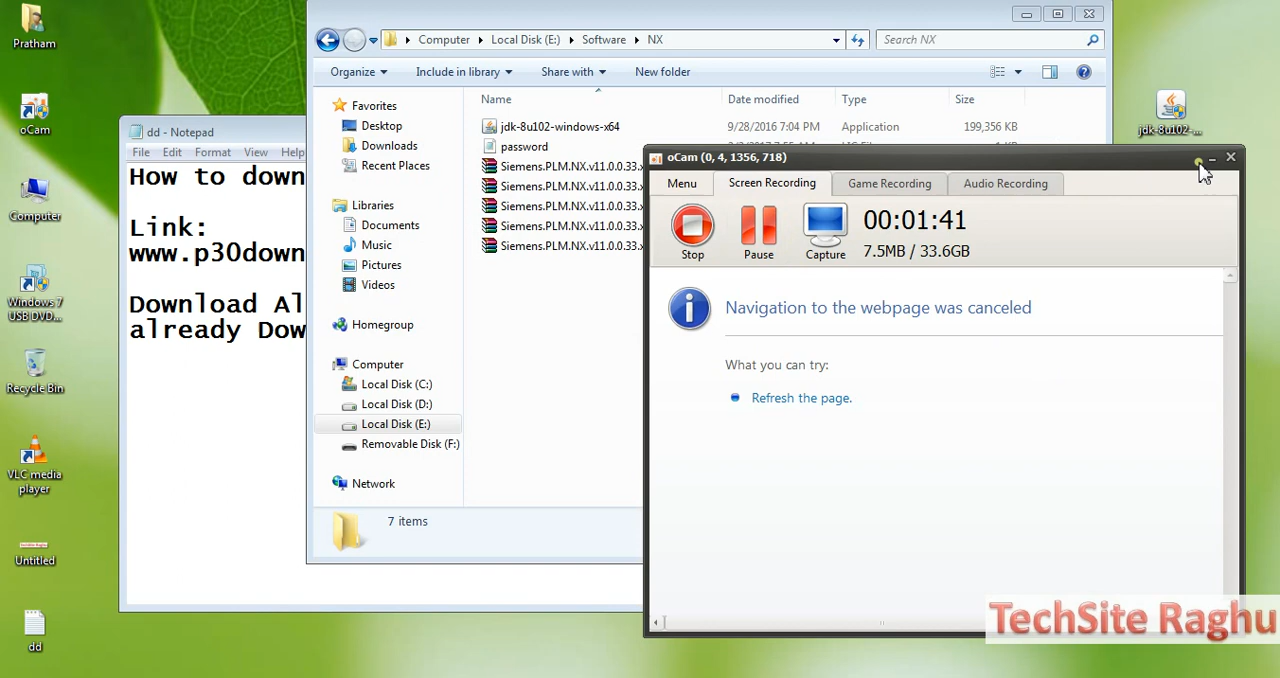 Pratham
oCam
Computer
Windows 7
USB DVD...
Recycle Bin
VLC media
player
Untitled
dd
dd - Notepad
File Edit Format View Help
How to down
Link:
www.p30down
Download Al
already Dow
Computer Local Disk (E:) Software NX
Search NX
Organize Include in library Share with New folder
Favorites
Desktop
Downloads
Recent Places
Libraries
Documents
Music
Pictures
Videos
Homegroup
Computer
Local Disk (C:)
Local Disk (D:)
Local Disk (E:)
Removable Disk (F:)
Network
Name Date modified Type Size
jdk-8u102-windows-x64 9/28/2016 7:04 PM Application 199,356 KB
password
Siemens.PLM.NX.v11.0.0.33.x
Siemens.PLM.NX.v11.0.0.33.x
Siemens.PLM.NX.v11.0.0.33.x
Siemens.PLM.NX.v11.0.0.33.x
Siemens.PLM.NX.v11.0.0.33.x
7 items
oCam (0, 4, 1356, 718)
Menu Screen Recording Game Recording Audio Recording
Stop Pause Capture
00:01:41
7.5MB / 33.6GB
Navigation to the webpage was canceled
What you can try:
Refresh the page.
jdk-8u102-...
TechSite Raghu